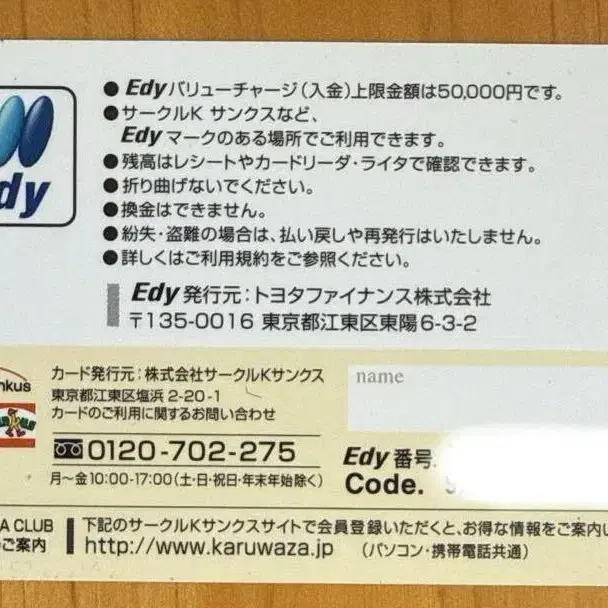 ● Edy バリューチャージ(入金)上限金額は50,000円です。
● サークルK サンクスなど、
Edy マークのある場所でご利用できます。
● 残高はレシートやカードリーダ・ライタで確認できます。
● 折り曲げないでください。
● 換金はできません。
● 紛失・盗難の場合は、払い戻しや再発行はいたしません。
● 詳しくはご利用規約をご参照ください。
dy
Edy 発行元:トヨタファイナンス株式会社
〒135-0016 東京都江東区東陽6-3-2
nkus
カード発行元:株式会社サークルKサンクス
東京都江東区塩浜 2-20-1
カードのご利用に関するお問い合わせ
0120-702-275
月~金10:00-17:00(土・日・祝日・年末年始除く)
name
Edy 番号.
Code.
A CLUB
のご案内
下記のサークルKサンクスサイトで会員登録いただくと、お得な情報をご案内い
http://www.karuwaza.jp (パソコン・携帯電話共通)